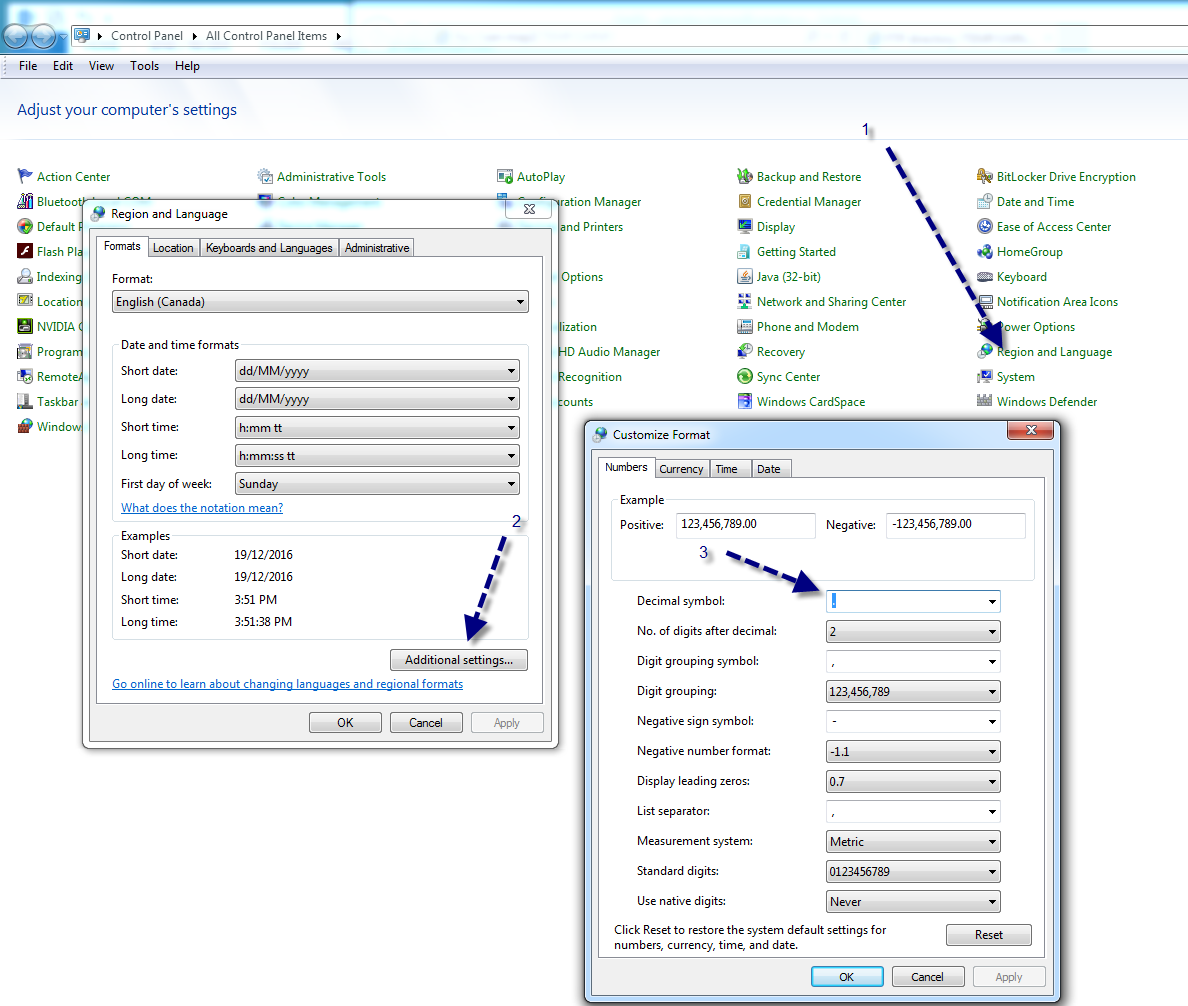 Control Panel All Control Panel Items
File Edit View Tools Help
Adjust your computer's settings
1
Action Center Administrative Tools AutoPlay Backup and Restore BitLocker Drive Encryption
Configuration Manager Credential Manager Date and Time
Default and Printers Display Ease of Access Center
Flash Getting Started HomeGroup
Indexing Options Java (32-bit) Keyboard
Location Network and Sharing Center Notification Area Icons
NVIDIA Phone and Modem Power Options
HD Audio Manager Recovery Region and Language
Recognition Sync Center System
Taskbar Windows CardSpace Windows Defender
Windows
Region and Language
Formats Location Keyboards and Languages Administrative
Format:
English (Canada)
Date and time formats
Short date: dd/MM/yyyy
Long date: dd/MM/yyyy
Short time: h:mm tt
Long time: h:mm:ss tt
First day of week: Sunday
What does the notation mean?
2
Examples
Short date: 19/12/2016
Long date: 19/12/2016
Short time: 3:51 PM
Long time: 3:51:38 PM
Additional settings...
Go online to learn about changing languages and regional formats
OK Cancel Apply
Customize Format
Numbers Currency Time Date
Example
Positive: 123,456,789.00 Negative: -123,456,789.00
3
Decimal symbol: .
No. of digits after decimal: 2
Digit grouping symbol: ,
Digit grouping: 123,456,789
Negative sign symbol: -
Negative number format: -1.1
Display leading zeros: 0.7
List separator: ,
Measurement system: Metric
Standard digits: 0123456789
Use native digits: Never
Click Reset to restore the system default settings for
numbers, currency, time, and date.
Reset
OK Cancel Apply